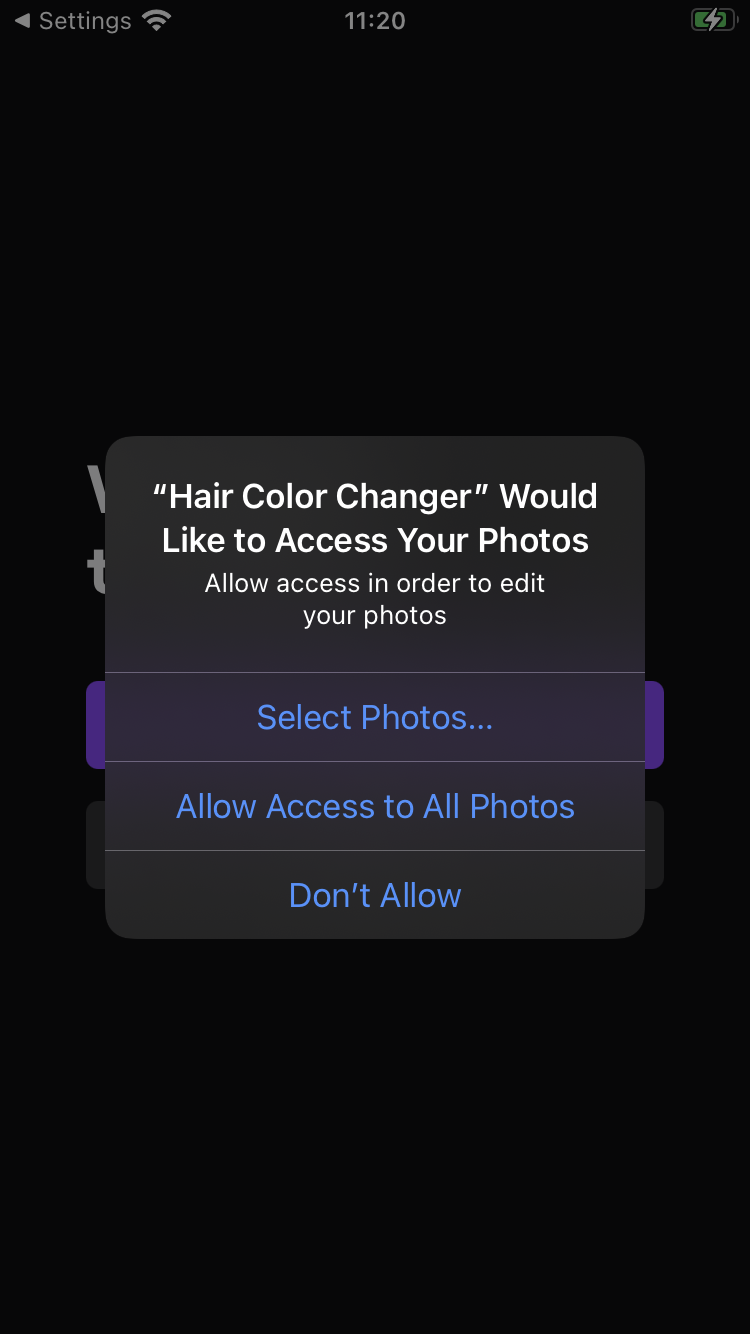 Settings 11:20
“Hair Color Changer” Would
Like to Access Your Photos
Allow access in order to edit
your photos
Select Photos...
Allow Access to All Photos
Don’t Allow